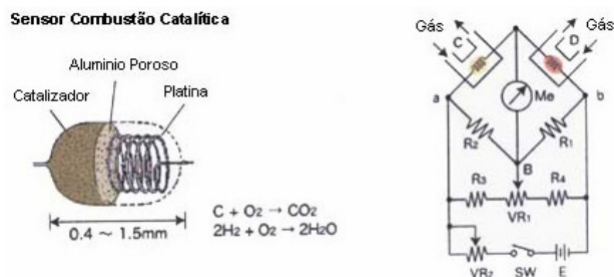 Sensor Combustão Catalítica
Aluminio Poroso
Catalizador
Platina
0.4 ~ 1.5mm
C + O₂ → CO₂
2H₂ + O₂ → 2H₂O
Gás
Gás
C
D
a
Me
b
R₂
R₁
B
R₃
R₄
VR₁
VR₂
SW
E